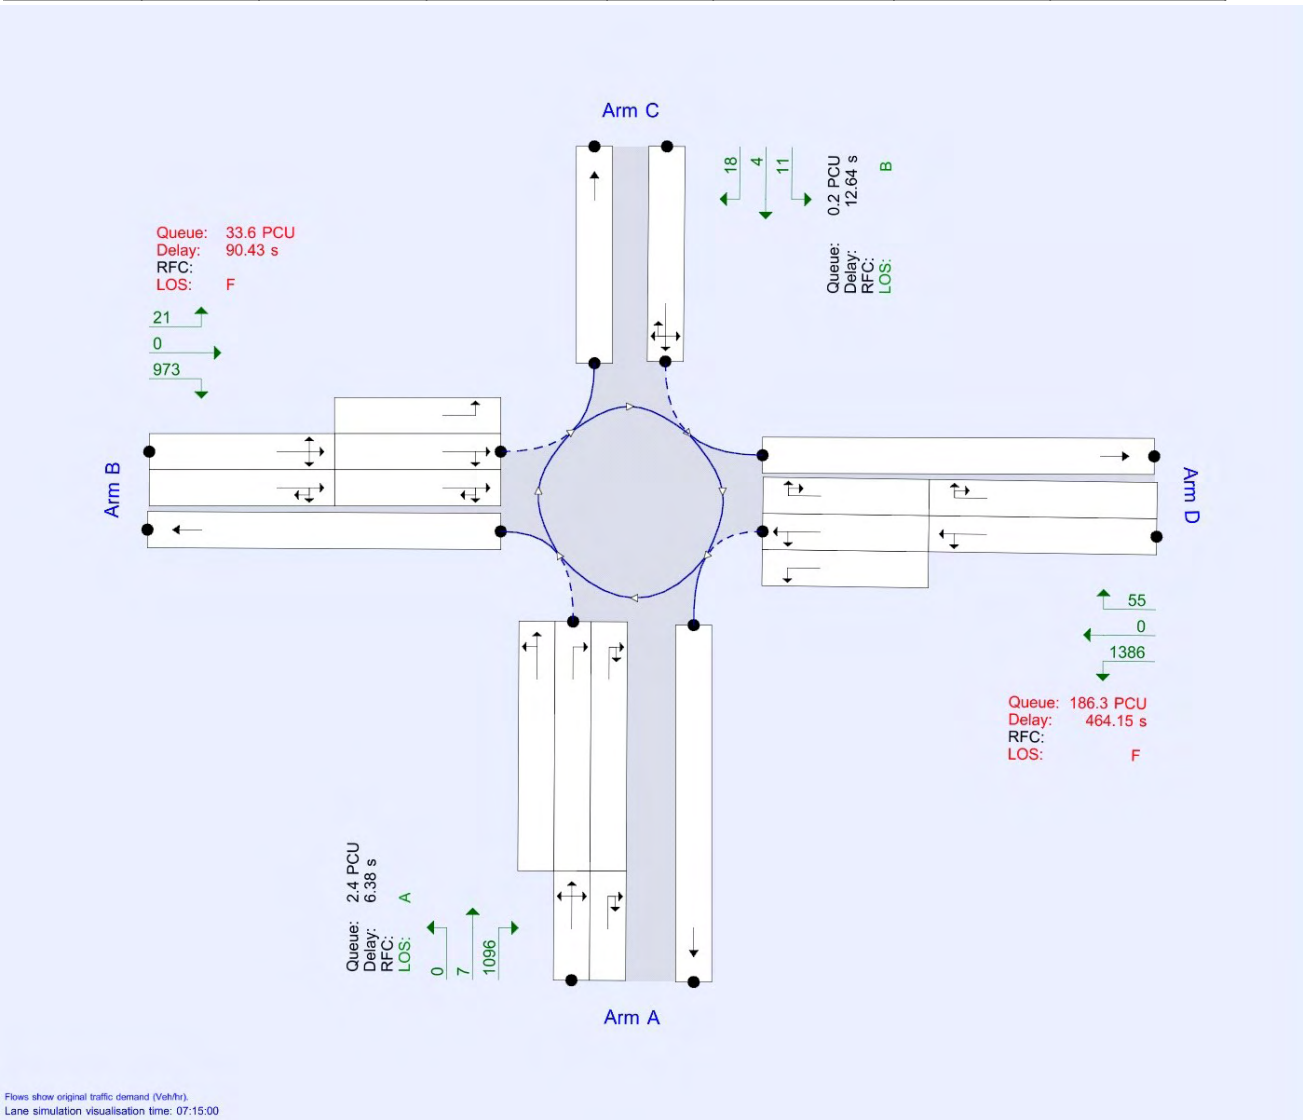 Arm C
18
4
11
Queue: 0.2 PCU
Delay: 12.64 s
RFC:
LOS: B
Queue: 33.6 PCU
Delay: 90.43 s
RFC:
LOS: F
21
0
973
Arm B
Arm D
55
0
1386
Queue: 186.3 PCU
Delay: 464.15 s
RFC:
LOS: F
Queue: 2.4 PCU
Delay: 6.38 s
RFC:
LOS: A
0
7
1096
Arm A
Flows show original traffic demand (Veh/hr).
Lane simulation visualisation time: 07:15:00